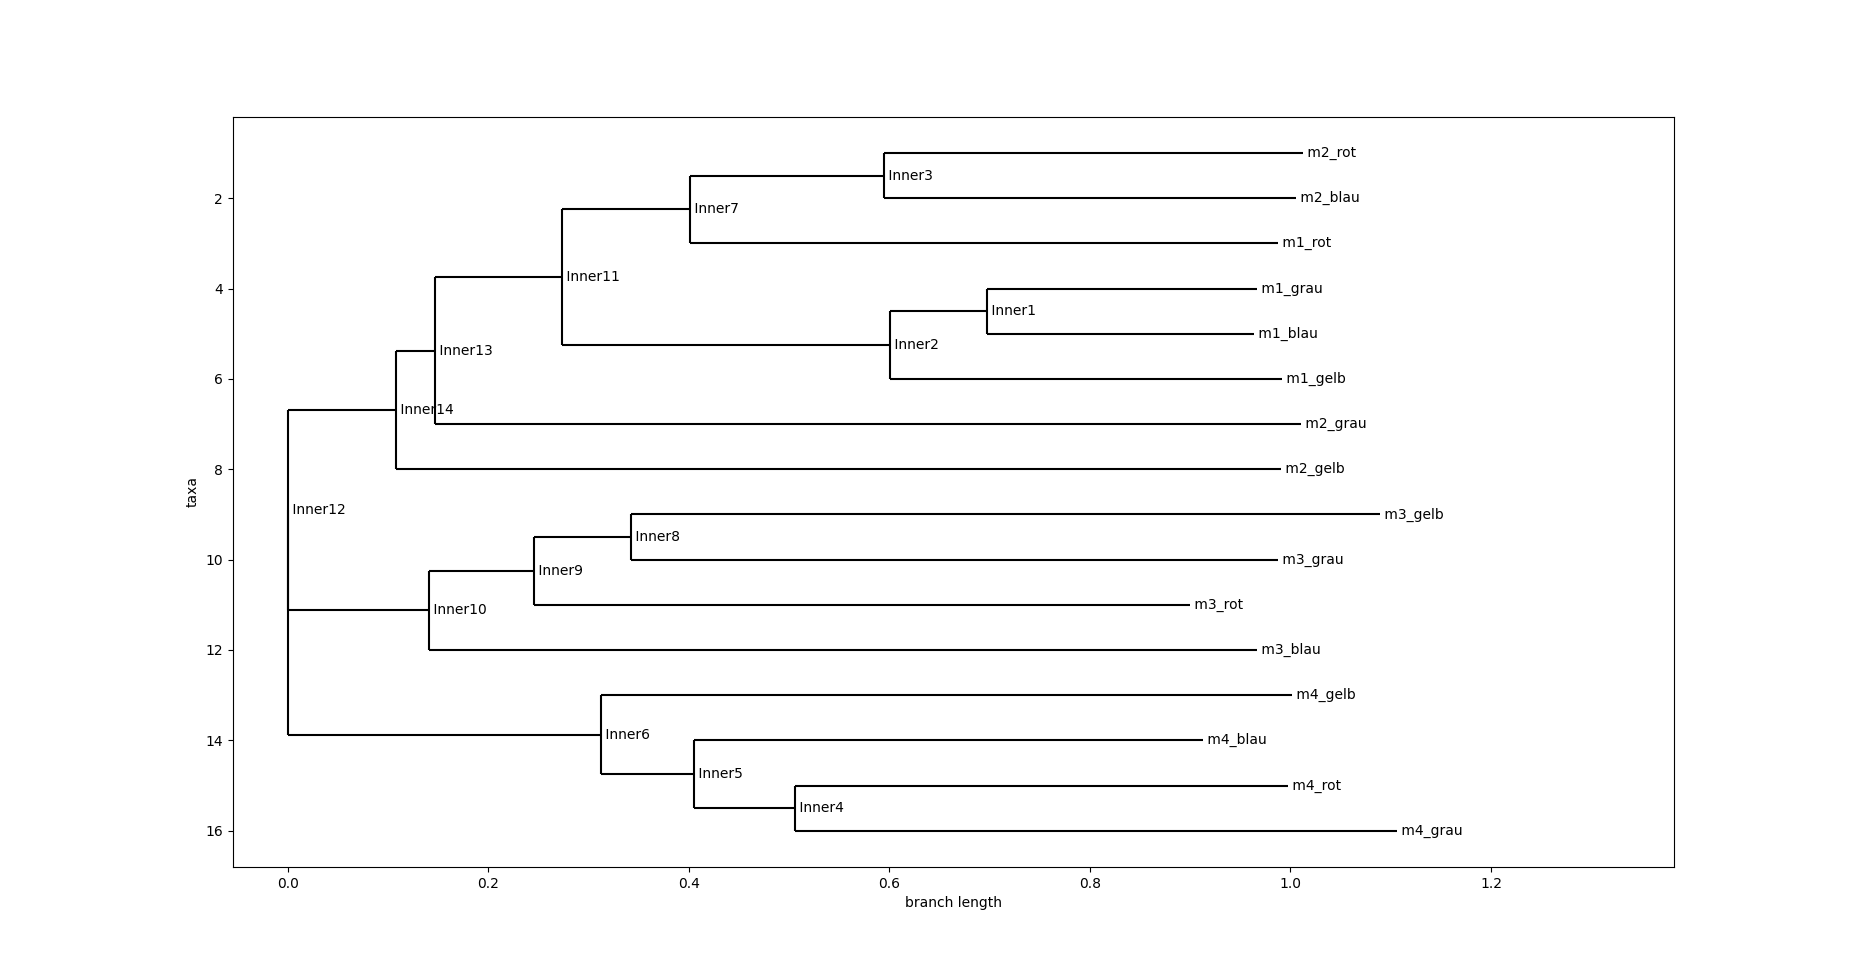 m2_rot
Inner3
2
m2_blau
Inner7
m1_rot
Inner11
4
m1_grau
Inner1
m1_blau
Inner2
Inner13
6
m1_gelb
Inner14
m2_grau
8
m2_gelb
taxa
Inner12
m3_gelb
Inner8
10
m3_grau
Inner9
m3_rot
Inner10
12
m3_blau
m4_gelb
Inner6
14
m4_blau
Inner5
m4_rot
Inner4
16
m4_grau
0.0 0.2 0.4 0.6 0.8 1.0 1.2
branch length